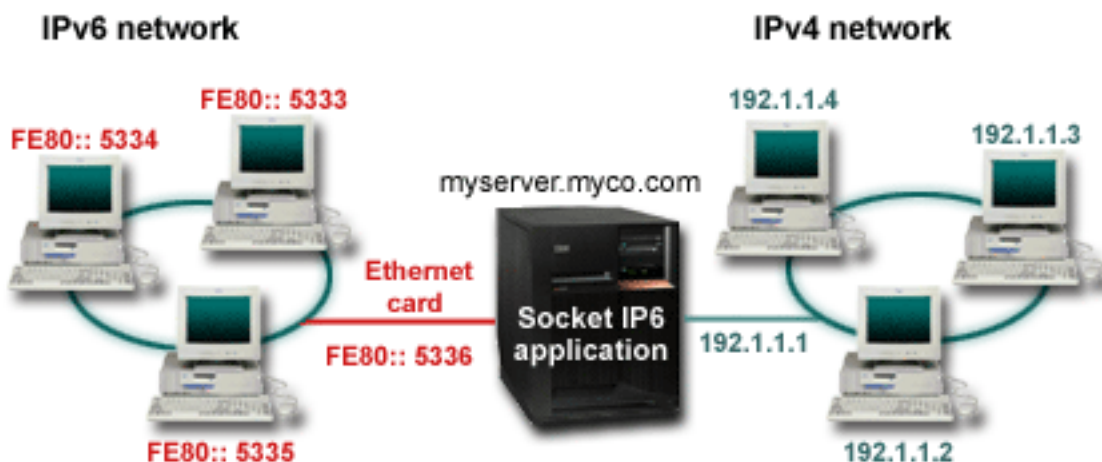 IPv6 network
IPv4 network
FE80:: 5333
FE80:: 5334
192.1.1.4
192.1.1.3
myserver.myco.com
Ethernet
card
FE80:: 5336
Socket IP6
application
192.1.1.1
FE80:: 5335
192.1.1.2